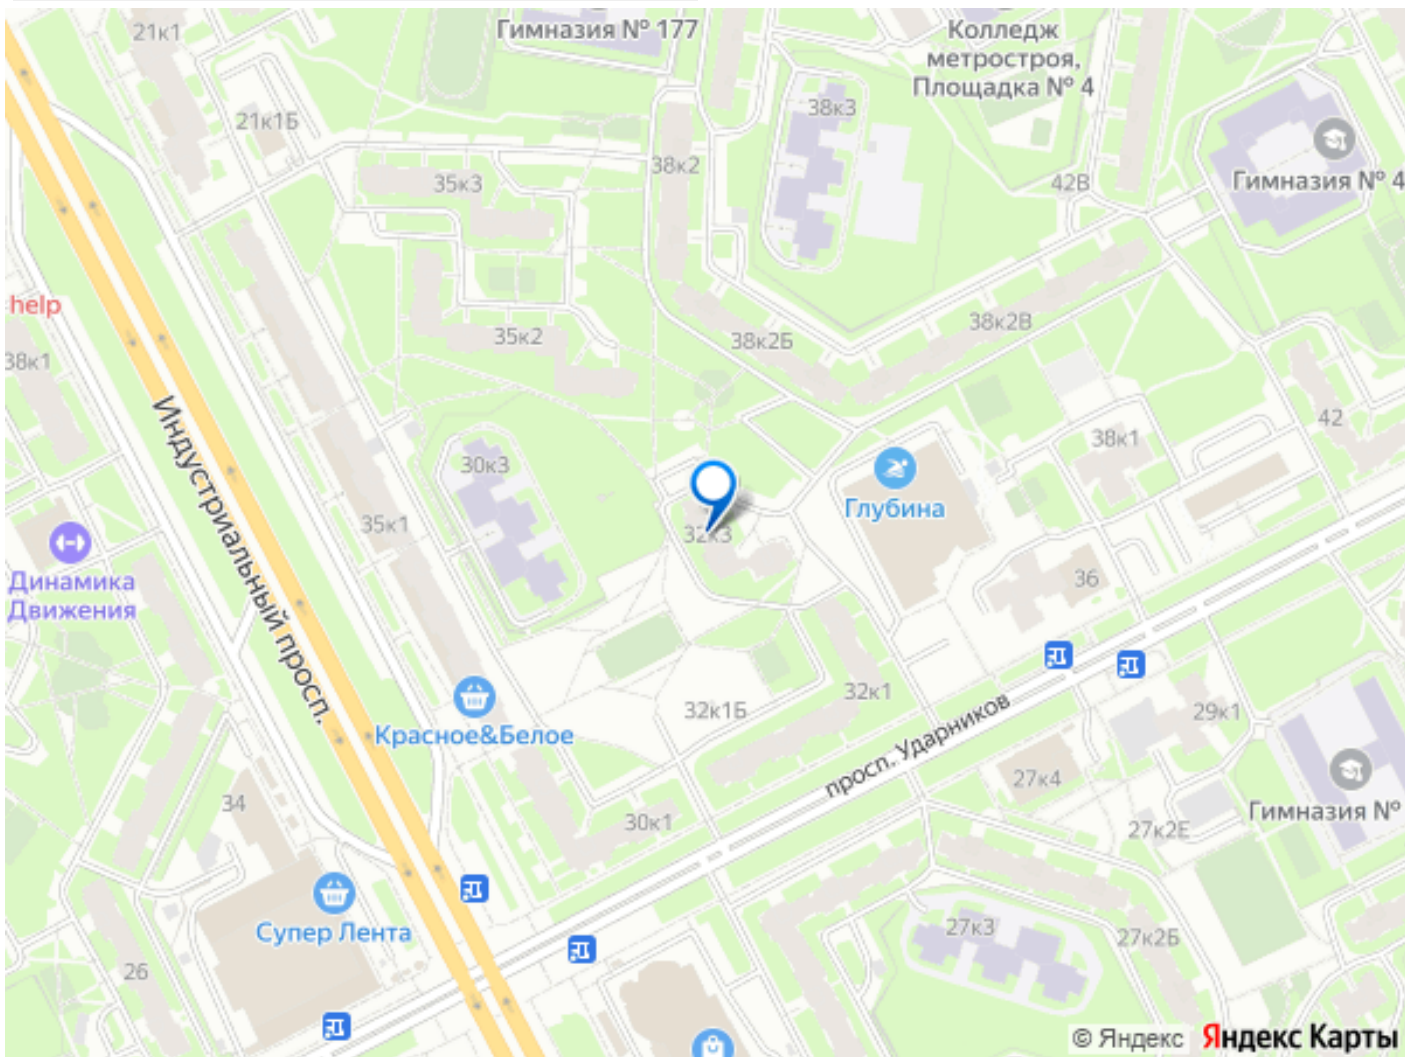 21к1
Гимназия № 177
Колледж
метростроя,
Площадка № 4
21к1Б
38к3
38к2
35к3
42В
Гимназия № 4
help
38к1
35к2
38к2Б
38к2В
42
38к1
30к3
35к1
32к3
Глубина
Индустриальный просп.
Динамика
Движения
36
32к1
32к1Б
29к1
Красное&Белое
просп. Ударников
27к4
34
30к1
27к2Е
Гимназия №
Супер Лента
27к3
27к2Б
26
© Яндекс Яндекс Карты